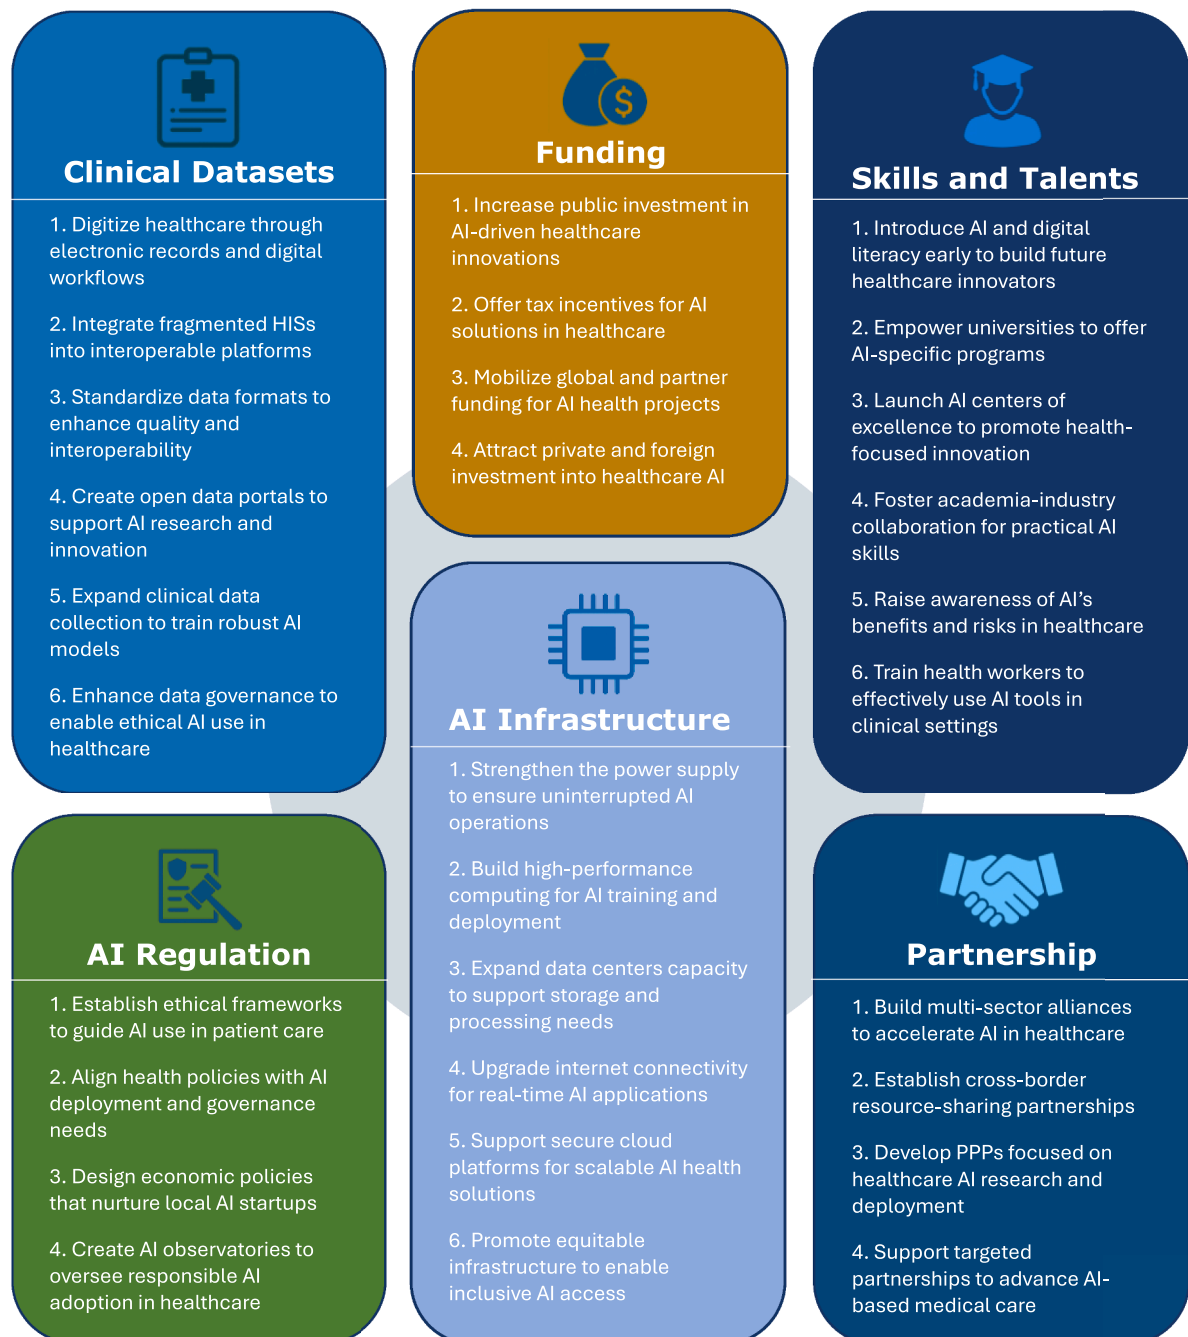 Clinical Datasets
1. Digitize healthcare through
electronic records and digital
workflows
2. Integrate fragmented HISs
into interoperable platforms
3. Standardize data formats to
enhance quality and
interoperability
4. Create open data portals to
support AI research and
innovation
5. Expand clinical data
collection to train robust AI
models
6. Enhance data governance to
enable ethical AI use in
healthcare
$
Funding
1. Increase public investment in
AI-driven healthcare
innovations
2. Offer tax incentives for AI
solutions in healthcare
3. Mobilize global and partner
funding for AI health projects
4. Attract private and foreign
investment into healthcare AI
Skills and Talents
1. Introduce AI and digital
literacy early to build future
healthcare innovators
2. Empower universities to offer
AI-specific programs
3. Launch AI centers of
excellence to promote health-
focused innovation
4. Foster academia-industry
collaboration for practical AI
skills
5. Raise awareness of AI’s
benefits and risks in healthcare
6. Train health workers to
effectively use AI tools in
clinical settings
AI Regulation
1. Establish ethical frameworks
to guide AI use in patient care
2. Align health policies with AI
deployment and governance
needs
3. Design economic policies
that nurture local AI startups
4. Create AI observatories to
oversee responsible AI
adoption in healthcare
AI Infrastructure
1. Strengthen the power supply
to ensure uninterrupted AI
operations
2. Build high-performance
computing for AI training and
deployment
3. Expand data centers capacity
to support storage and
processing needs
4. Upgrade internet connectivity
for real-time AI applications
5. Support secure cloud
platforms for scalable AI health
solutions
6. Promote equitable
infrastructure to enable
inclusive AI access
Partnership
1. Build multi-sector alliances
to accelerate AI in healthcare
2. Establish cross-border
resource-sharing partnerships
3. Develop PPPs focused on
healthcare AI research and
deployment
4. Support targeted
partnerships to advance AI-
based medical care